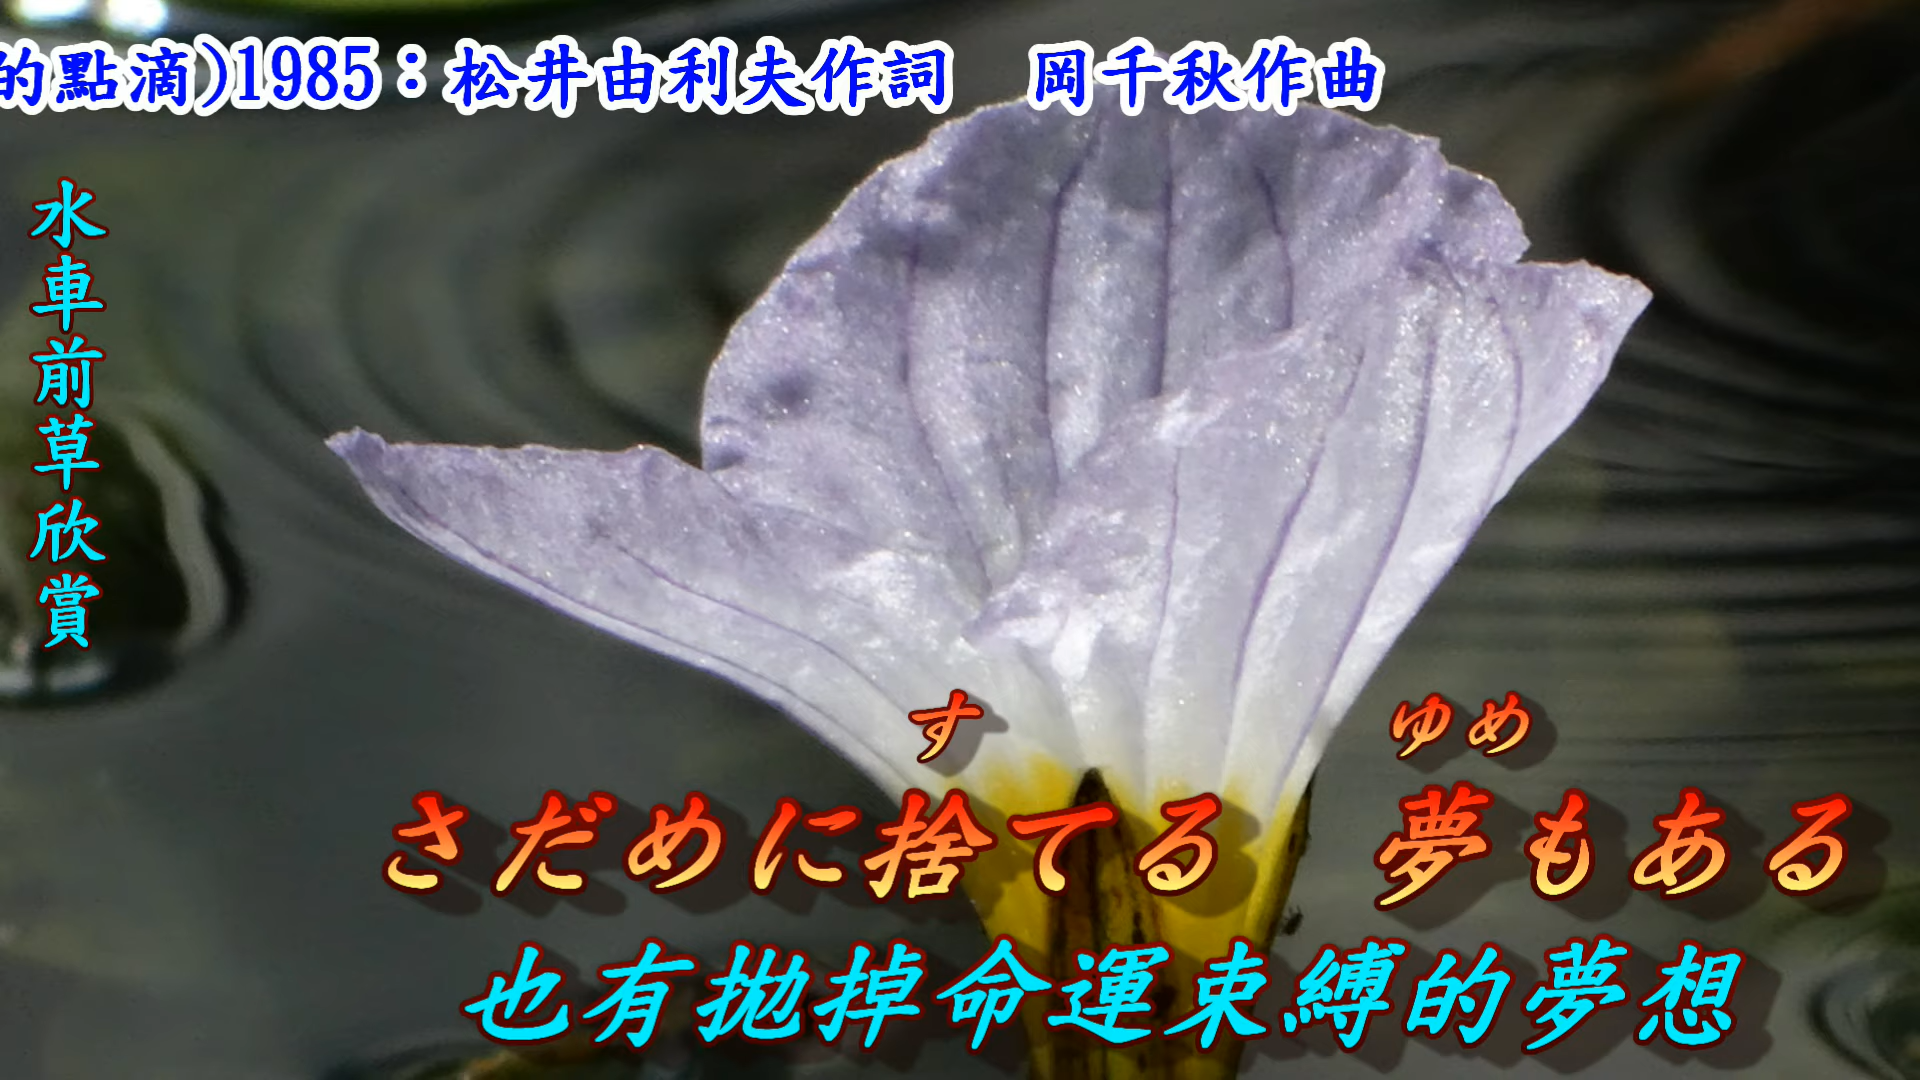 的點滴)1985：松井由利夫作詞　岡千秋作曲
水車前草欣賞
す　ゆめ
さだめに捨てる　夢もある
也有拋掉命運束縛的夢想